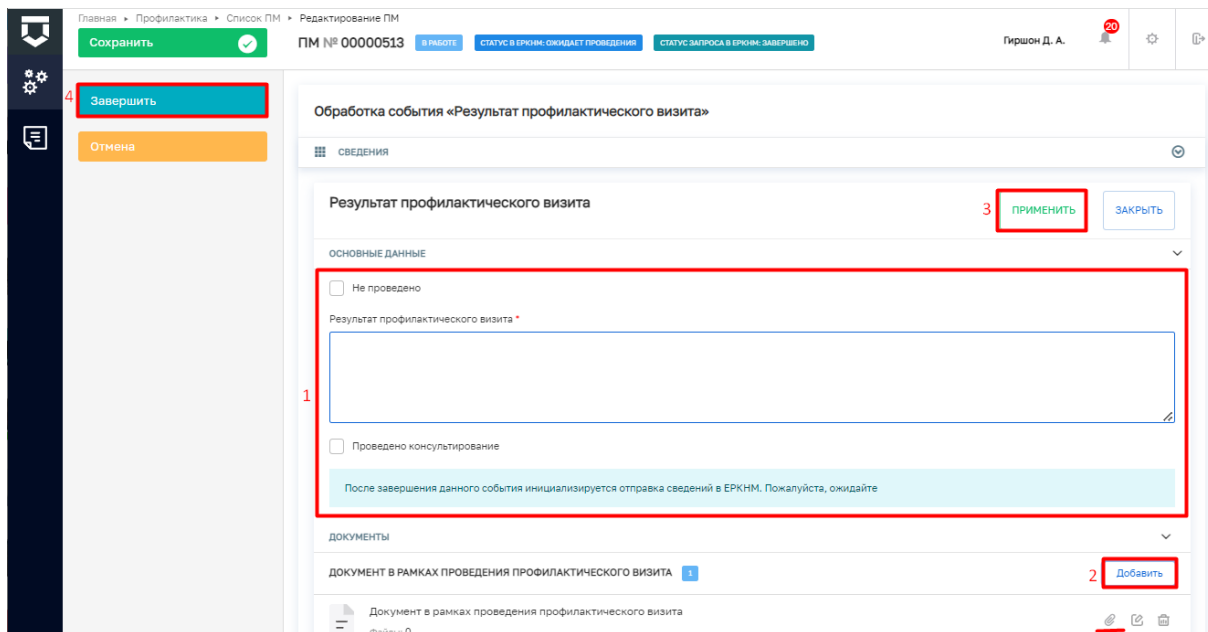 Главная ▸ Профилактика ▸ Список ПМ ▸ Редактирование ПМ
Сохранить
ПМ № 00000513 В РАБОТЕ СТАТУС В ЕРКНМ: ОЖИДАЕТ ПРОВЕДЕНИЯ СТАТУС ЗАПРОСА В ЕРКНМ: ЗАВЕРШЕНО
Гиршон Д. А.
20
4 Завершить
Отмена
Обработка события «Результат профилактического визита»
СВЕДЕНИЯ
Результат профилактического визита
3 ПРИМЕНИТЬ
ЗАКРЫТЬ
ОСНОВНЫЕ ДАННЫЕ
Не проведено
Результат профилактического визита *
1
Проведено консультирование
После завершения данного события инициализируется отправка сведений в ЕРКНМ. Пожалуйста, ожидайте
ДОКУМЕНТЫ
ДОКУМЕНТ В РАМКАХ ПРОВЕДЕНИЯ ПРОФИЛАКТИЧЕСКОГО ВИЗИТА 1
2 Добавить
Документ в рамках проведения профилактического визита
Файлы: 0